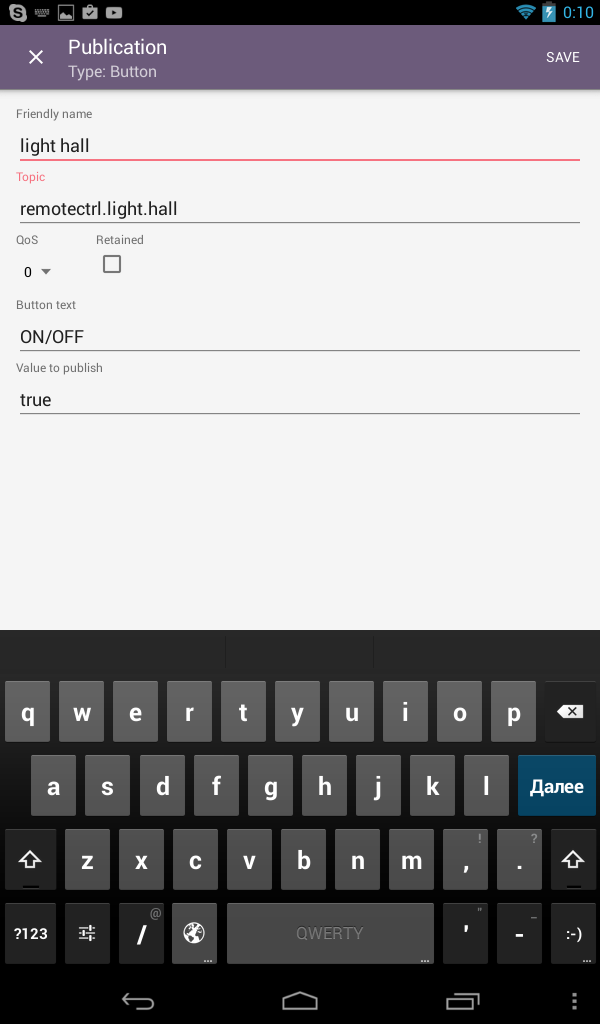 0:10
Publication
Type: Button
SAVE
Friendly name
light hall
Topic
remotectrl.light.hall
QoS
Retained
0
Button text
ON/OFF
Value to publish
true
q w e r t y u i o p
a s d f g h j k l Далее
! ?
z x c v b n m , .
@ " _
?123 / QWERTY ' - :-)
... ... ...